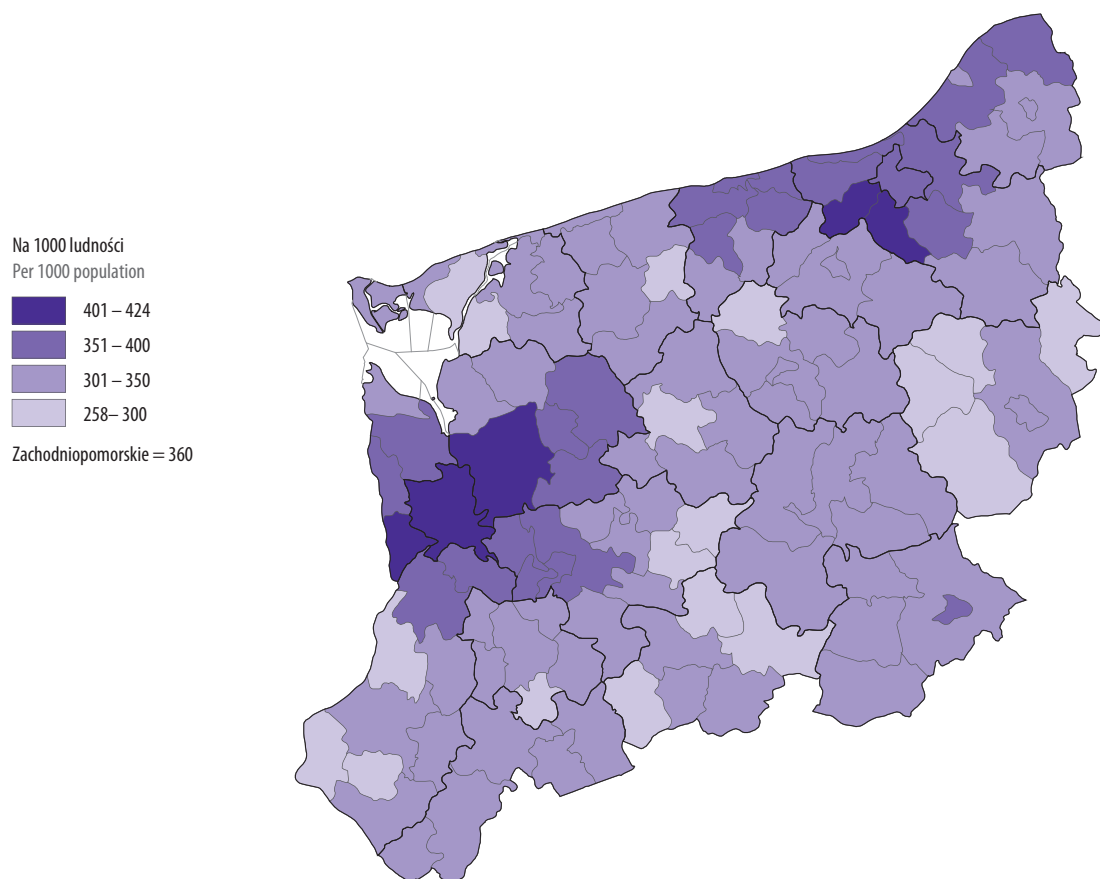 Na 1000 ludności
Per 1000 population
401 – 424
351 – 400
301 – 350
258– 300
Zachodniopomorskie = 360